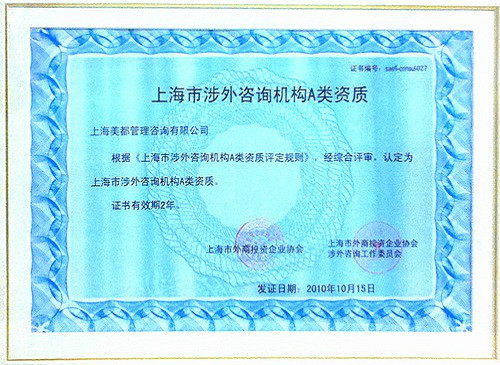 证书编号：saefi-consul-027
上海市涉外咨询机构A类资质
上海美都管理咨询有限公司
根据《上海市涉外咨询机构A类资质评定规则》，经综合评审，认定为
上海市涉外咨询机构A类资质。
证书有效期2年。
上海市外商投资企业协会
上海市外商投资企业协会
涉外咨询工作委员会
发证日期：2010年10月15日